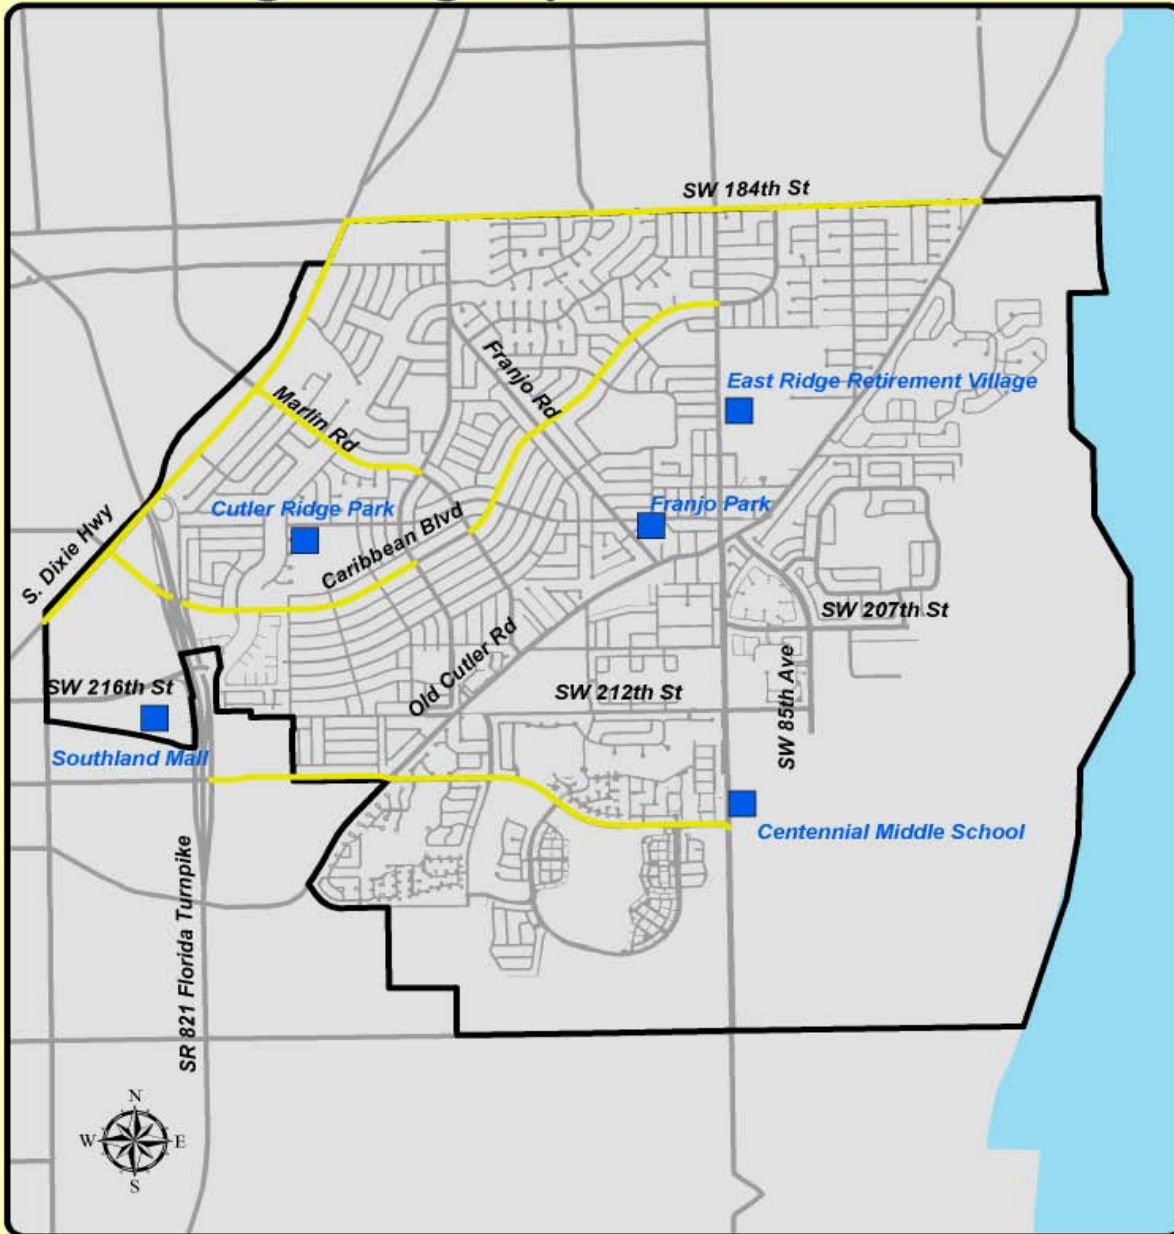 SW 184th St
East Ridge Retirement Village
Franjo Rd
Marlin Rd
Cutler Ridge Park
Franjo Park
Caribbean Blvd
S. Dixie Hwy
SW 207th St
Old Cutler Rd
SW 216th St
SW 212th St
SW 85th Ave
Southland Mall
Centennial Middle School
SR 821 Florida Turnpike
N
W E
S